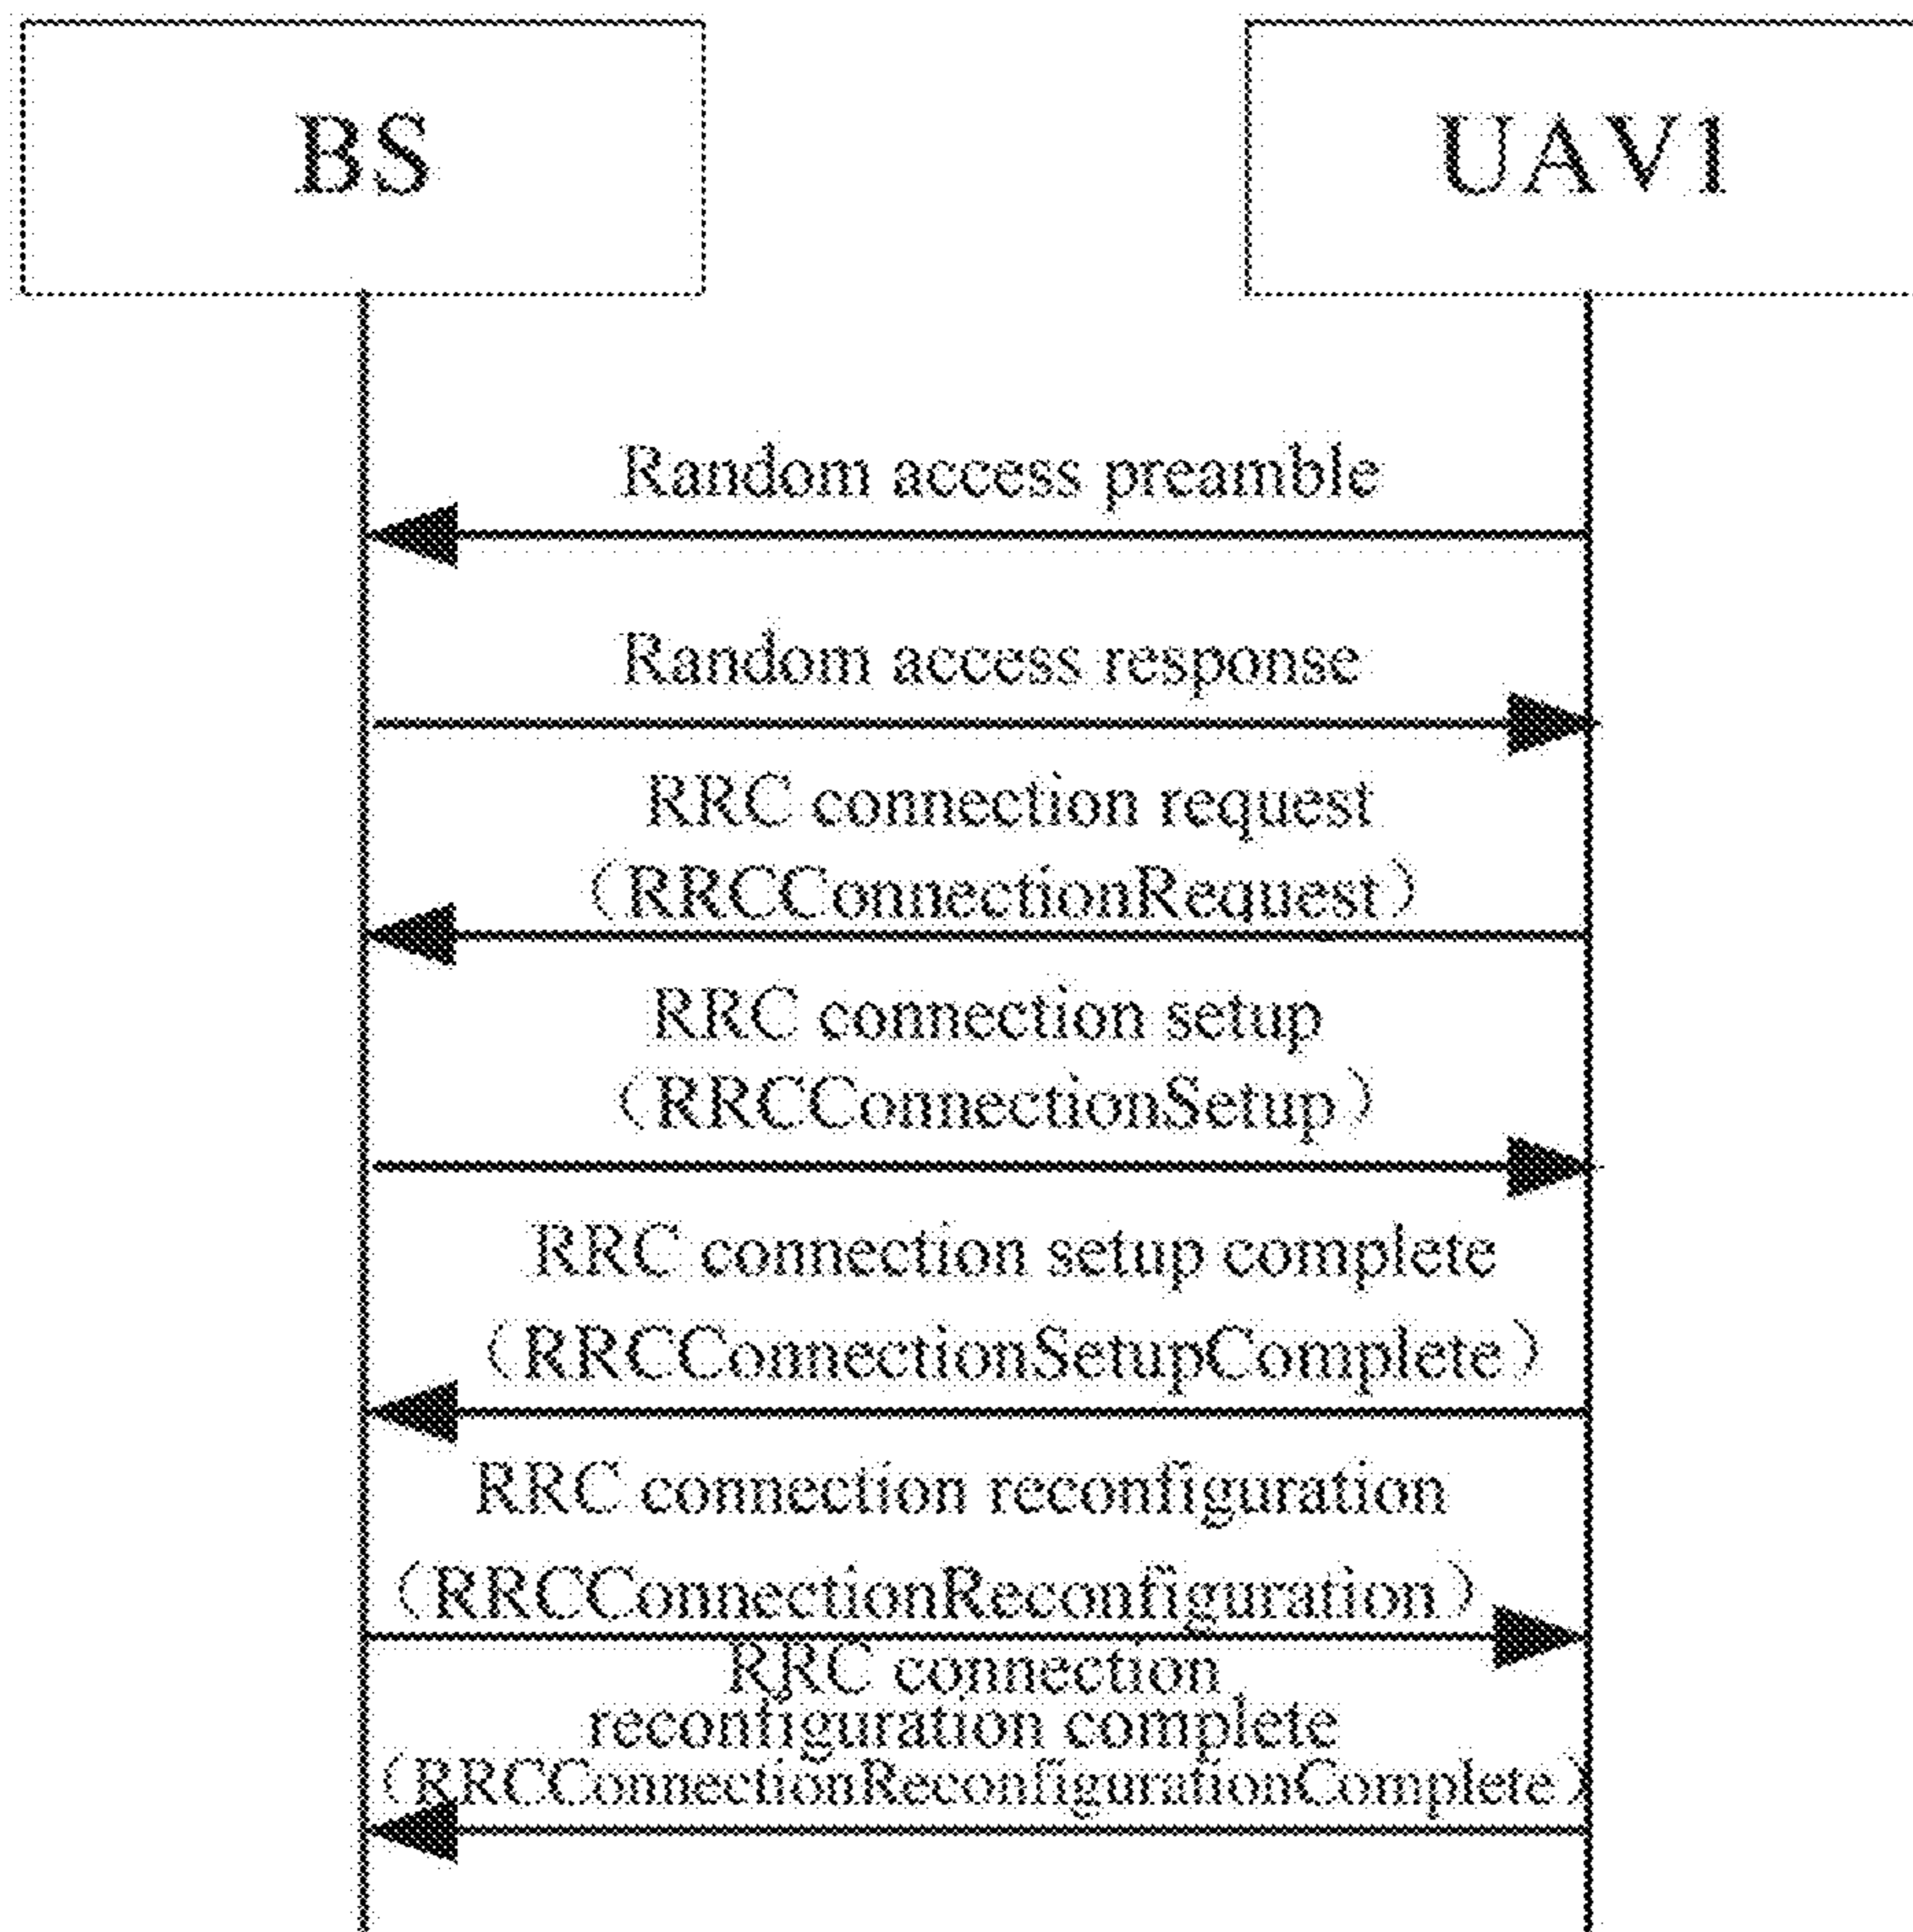 BS
UAV1
Random access preamble
Random access response
RRC connection request
(RRCConnectionRequest)
RRC connection setup
(RRCConnectionSetup)
RRC connection setup complete
(RRCConnectionSetupComplete)
RRC connection reconfiguration
(RRCConnectionReconfiguration)
RRC connection
reconfiguration complete
(RRCConnectionReconfigurationComplete)